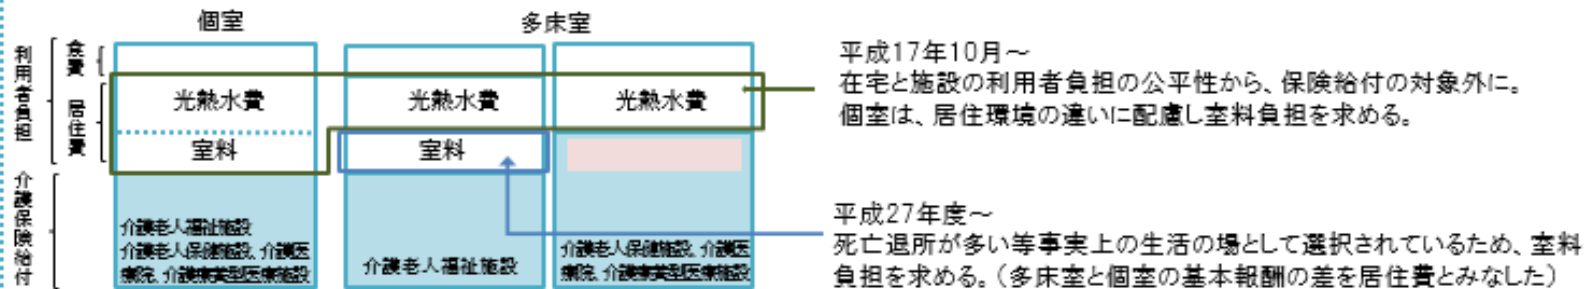 個室
多床室
利用者負担
食費
居住費
介護保険給付
光熱水費
室料
介護老人福祉施設
介護老人保健施設、介護医
療院、介護療養型医療施設
光熱水費
室料
介護老人福祉施設
光熱水費
介護老人保健施設、介護医
療院、介護療養型医療施設
平成17年10月～
在宅と施設の利用者負担の公平性から、保険給付の対象外に。
個室は、居住環境の違いに配慮し室料負担を求める。
平成27年度～
死亡退所が多い等事実上の生活の場として選択されているため、室料
負担を求める。（多床室と個室の基本報酬の差を居住費とみなした）